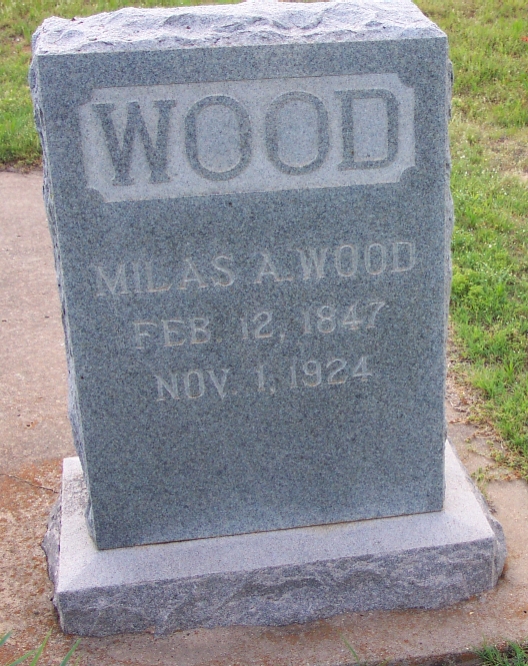 WOOD
MILAS A. WOOD
FEB. 12, 1847
NOV. 1, 1924